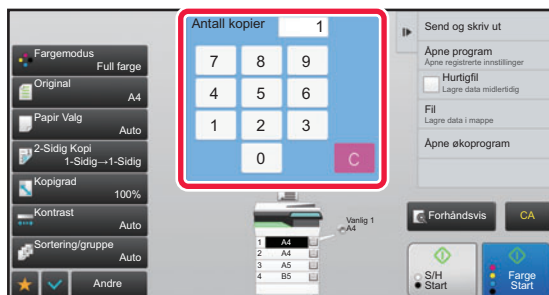 Antall kopier 1
7 8 9
4 5 6
1 2 3
0 C
Fargemodus
Full farge
Original
A4
Papir Valg
Auto
2-Sidig Kopi
1-Sidig→1-Sidig
Kopigrad
100%
Kontrast
Auto
Sortering/gruppe
Auto
Andre
Vanlig 1
A4
1 A4
2 A4
3 A5
4 B5
Send og skriv ut
Åpne program
Åpne registrerte innstillinger
Hurtigfil
Lagre data midlertidig
Fil
Lagre data i mappe
Åpne økoprogram
Forhåndsvis
CA
S/H
Start
Farge
Start